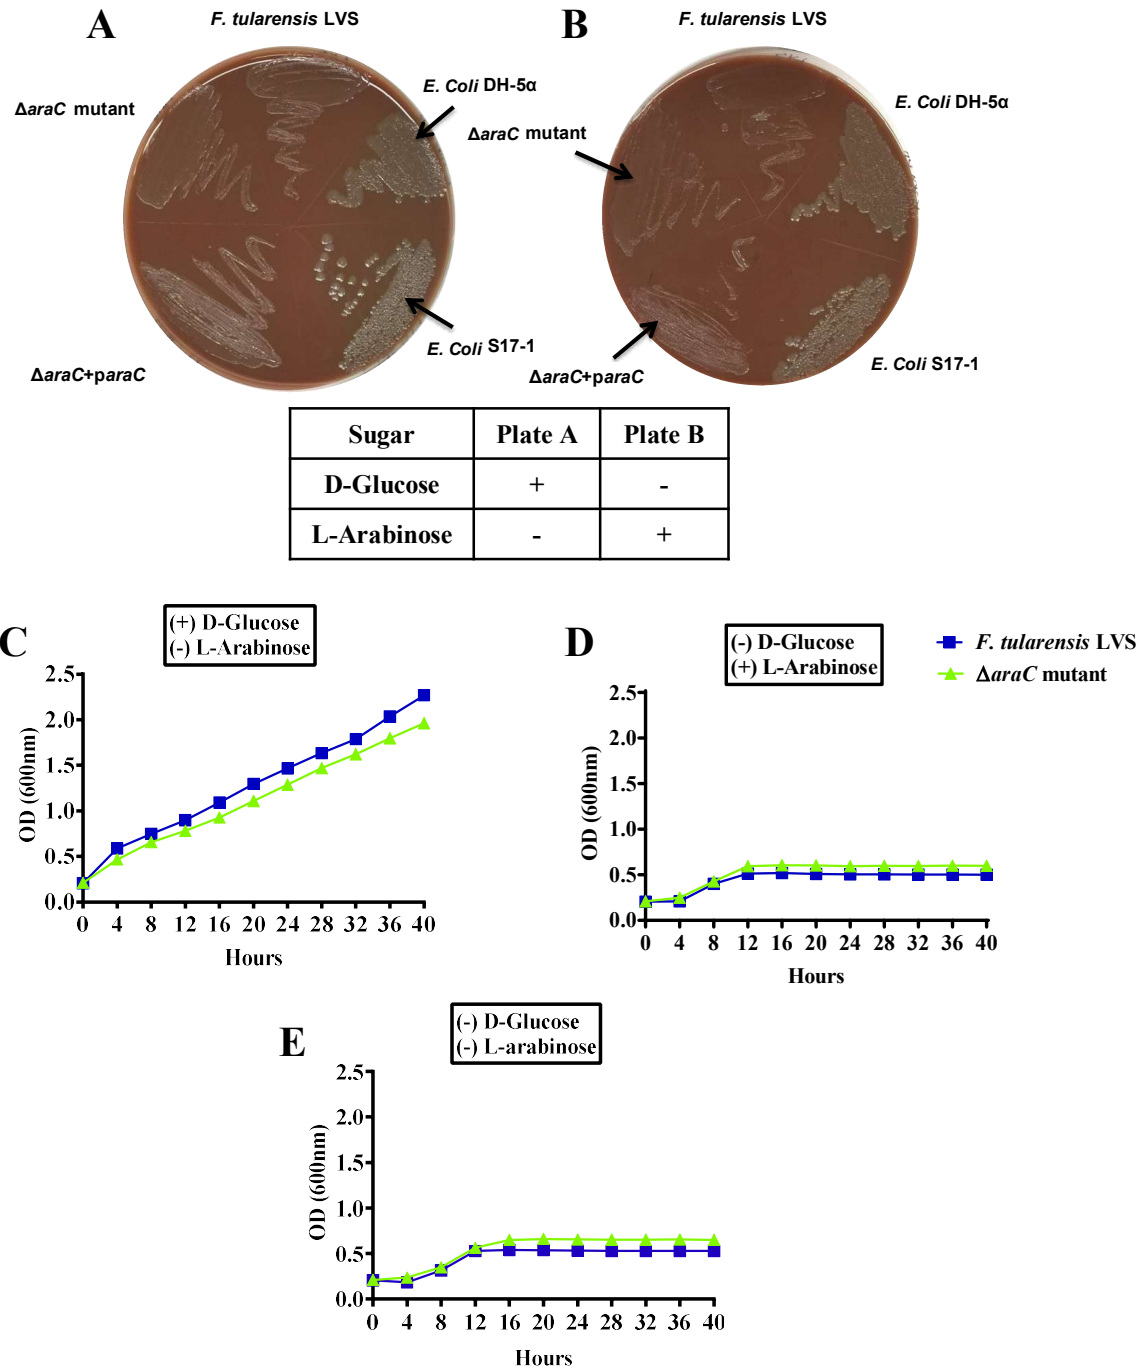 A
F. tularensis LVS
ΔaraC mutant
E. Coli DH-5α
E. Coli S17-1
ΔaraC+paraC
B
F. tularensis LVS
E. Coli DH-5α
ΔaraC mutant
E. Coli S17-1
ΔaraC+paraC
Sugar Plate A Plate B
D-Glucose + -
L-Arabinose - +
C
(+) D-Glucose
(-) L-Arabinose
2.5
2.0
1.5
1.0
0.5
0.0
OD (600nm)
0 4 8 12 16 20 24 28 32 36 40
Hours
D
(-) D-Glucose
(+) L-Arabinose
F. tularensis LVS
ΔaraC mutant
2.5
2.0
1.5
1.0
0.5
0.0
OD (600nm)
0 4 8 12 16 20 24 28 32 36 40
Hours
E
(-) D-Glucose
(-) L-arabinose
2.5
2.0
1.5
1.0
0.5
0.0
OD (600nm)
0 4 8 12 16 20 24 28 32 36 40
Hours